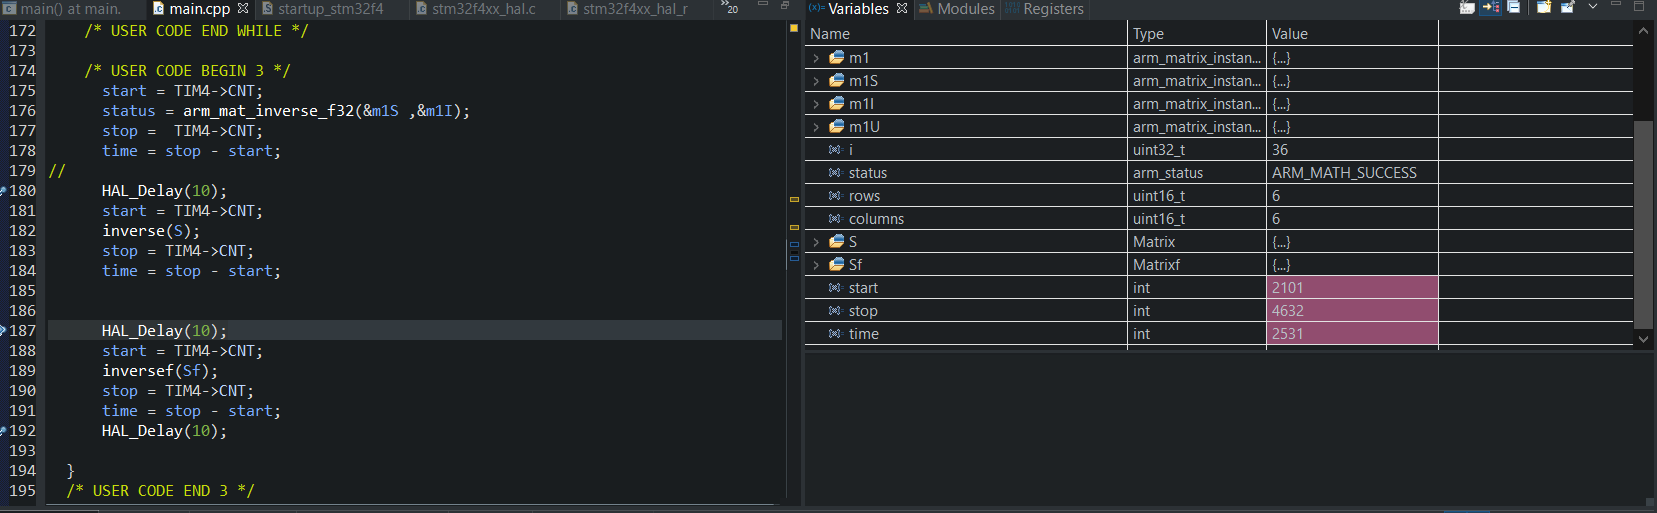 main() at main. main.cpp startup_stm32f4 stm32f4xx_hal.c stm32f4xx_hal_r »20
172 /* USER CODE END WHILE */
173
174 /* USER CODE BEGIN 3 */
175 start = TIM4->CNT;
176 status = arm_mat_inverse_f32(&m1S ,&m1I);
177 stop =  TIM4->CNT;
178 time = stop - start;
179 //
180 HAL_Delay(10);
181 start = TIM4->CNT;
182 inverse(S);
183 stop = TIM4->CNT;
184 time = stop - start;
185
186
187 HAL_Delay(10);
188 start = TIM4->CNT;
189 inversef(Sf);
190 stop = TIM4->CNT;
191 time = stop - start;
192 HAL_Delay(10);
193
194 }
195 /* USER CODE END 3 */
(x)= Variables Modules Registers
Name Type Value
m1 arm_matrix_instan... {...}
m1S arm_matrix_instan... {...}
m1I arm_matrix_instan... {...}
m1U arm_matrix_instan... {...}
i uint32_t 36
status arm_status ARM_MATH_SUCCESS
rows uint16_t 6
columns uint16_t 6
S Matrix {...}
Sf Matrixf {...}
start int 2101
stop int 4632
time int 2531